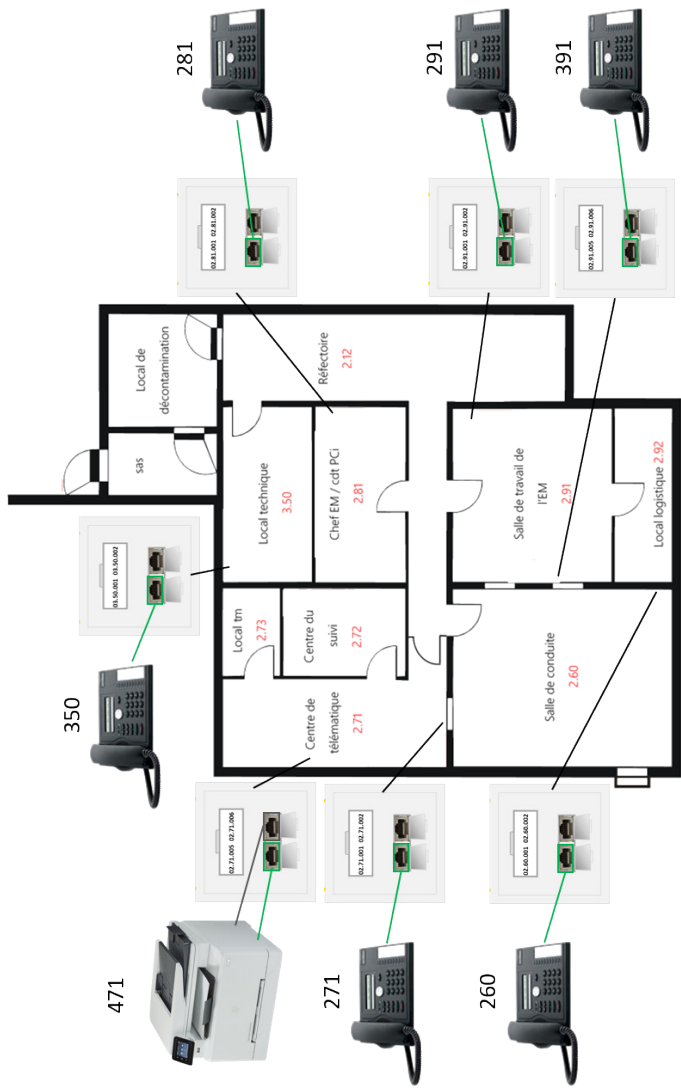 281
291
391
02.81.001 02.81.002
02.91.001 02.91.002
02.91.005 02.91.006
Local de
décontamination
sas
Réfectoire
2.12
03.50.001 03.50.002
Local technique
3.50
Chef EM / cdt PCi
2.81
Salle de travail de
l'EM
2.91
Local logistique 2.92
350
Local tm
2.73
Centre du
suivi
2.72
Centre de
télématique
2.71
Salle de conduite
2.60
02.71.005 02.71.006
02.71.001 02.71.002
02.60.001 02.60.002
471
271
260